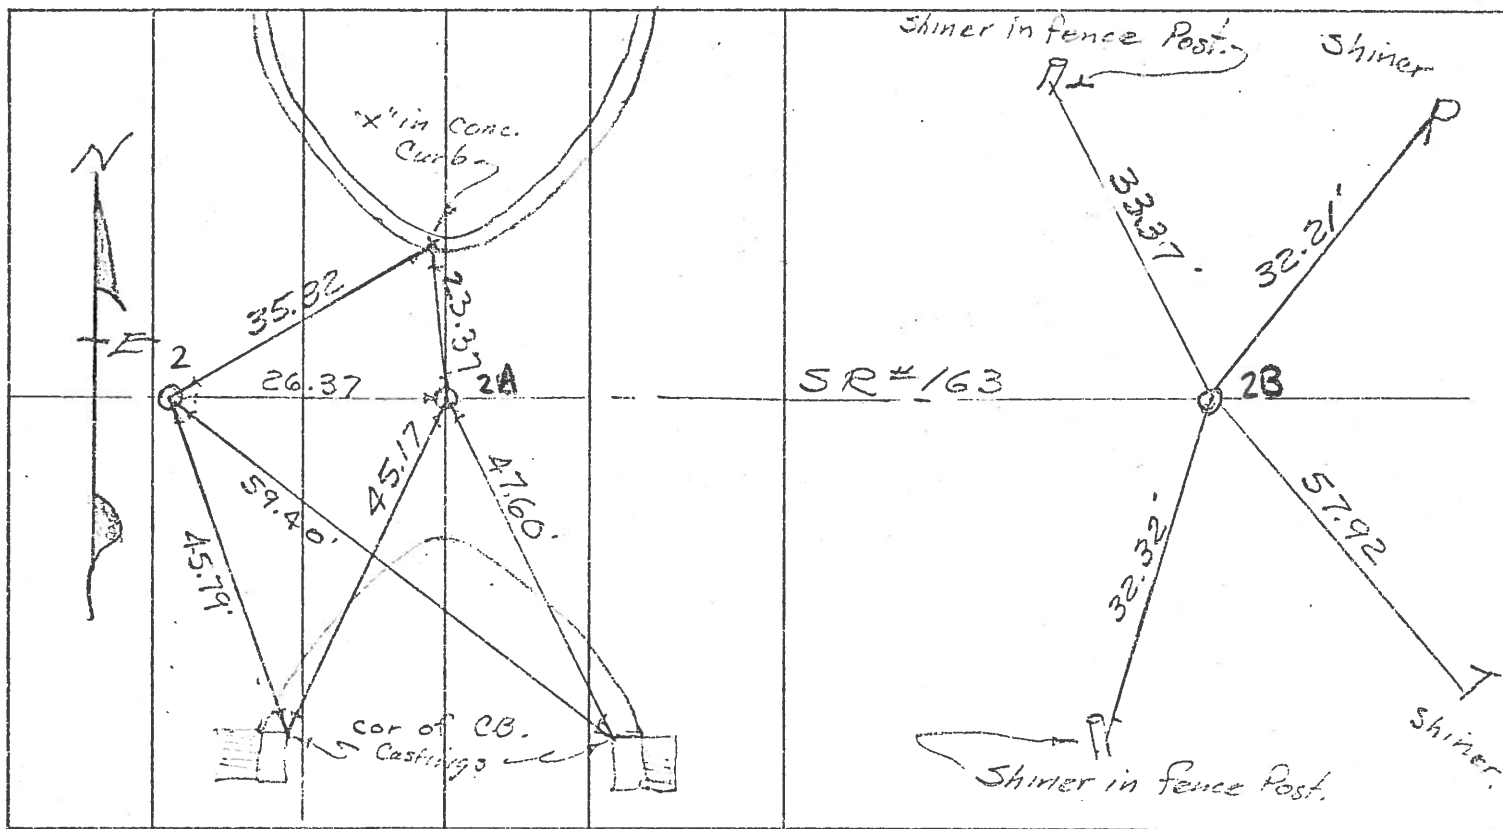 Shiner in fence Post.
Shiner
"x" in conc.
Curb
N
E
33.37'
32.21'
35.82
23.37
2
26.37
2A
SR #163
2B
45.17
47.60'
59.40'
45.79'
57.92
32.32'
cor of CB.
Castings
Shiner in fence Post.
Shiner.